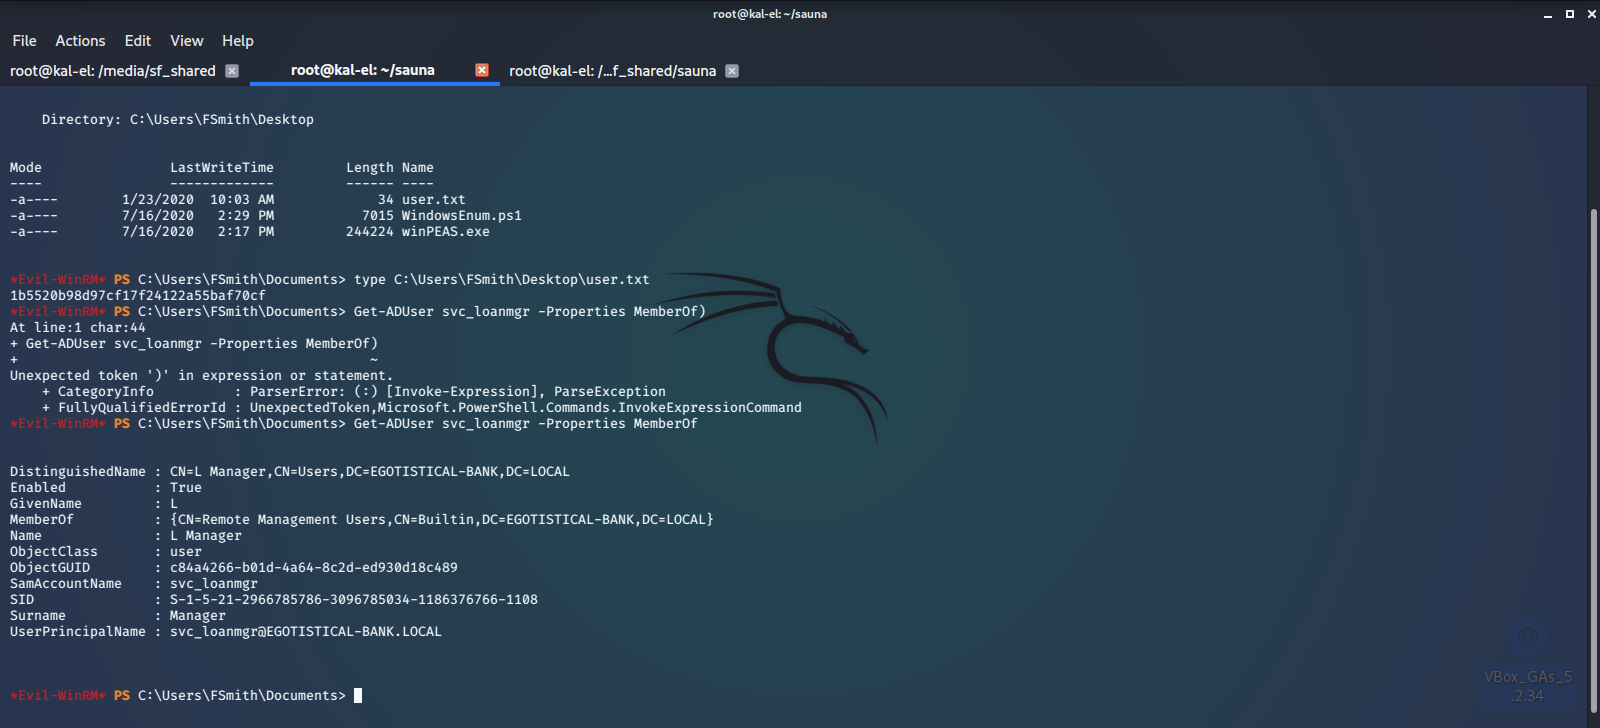 root@kal-el: ~/sauna
File Actions Edit View Help
root@kal-el: /media/sf_shared root@kal-el: ~/sauna root@kal-el: /...f_shared/sauna
Directory: C:\Users\FSmith\Desktop
Mode LastWriteTime Length Name
---- ------------- ------ ----
-a---- 1/23/2020 10:03 AM 34 user.txt
-a---- 7/16/2020 2:29 PM 7015 WindowsEnum.ps1
-a---- 7/16/2020 2:17 PM 244224 winPEAS.exe
*Evil-WinRM* PS C:\Users\FSmith\Documents> type C:\Users\FSmith\Desktop\user.txt
1b5520b98d97cf17f24122a55baf70cf
*Evil-WinRM* PS C:\Users\FSmith\Documents> Get-ADUser svc_loanmgr -Properties MemberOf)
At line:1 char:44
+ Get-ADUser svc_loanmgr -Properties MemberOf)
+ ~
Unexpected token ')' in expression or statement.
+ CategoryInfo : ParserError: (:) [Invoke-Expression], ParseException
+ FullyQualifiedErrorId : UnexpectedToken,Microsoft.PowerShell.Commands.InvokeExpressionCommand
*Evil-WinRM* PS C:\Users\FSmith\Documents> Get-ADUser svc_loanmgr -Properties MemberOf
DistinguishedName : CN=L Manager,CN=Users,DC=EGOTISTICAL-BANK,DC=LOCAL
Enabled : True
GivenName : L
MemberOf : {CN=Remote Management Users,CN=Builtin,DC=EGOTISTICAL-BANK,DC=LOCAL}
Name : L Manager
ObjectClass : user
ObjectGUID : c84a4266-b01d-4a64-8c2d-ed930d18c489
SamAccountName : svc_loanmgr
SID : S-1-5-21-2966785786-3096785034-1186376766-1108
Surname : Manager
UserPrincipalName : svc_loanmgr@EGOTISTICAL-BANK.LOCAL
*Evil-WinRM* PS C:\Users\FSmith\Documents>
VBox_GAs_5
.2.34